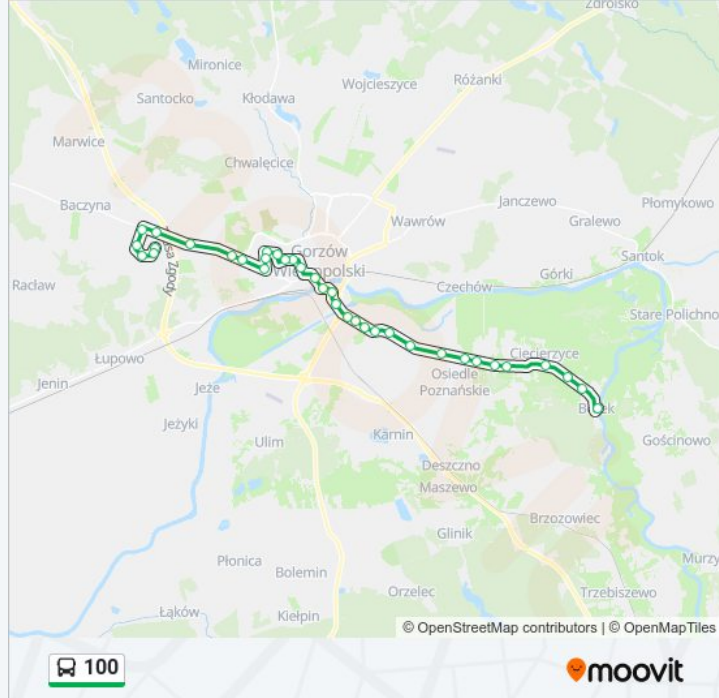 Zdroisko
Mironice
Wojcieszyce
Różanki
Santocko
Kłodawa
Marwice
Chwalęcice
Płomykowo
Baczyna
Janczewo
Wawrów
Gralewo
Gorzów
Wielkopolski
Santok
Racław
Górki
Czechów
Stare Polichno
Łupowo
Ciecierzyce
Jenin
Jeże
Osiedle
Poznańskie
Borek
Jeżyki
Ulim
Karnin
Gościnowo
Deszczno
Maszewo
Brzozowiec
Glinik
Płonica
Bolemin
Murzy
Orzelec
Trzebiszewo
Łąków
Kiełpin
© OpenStreetMap contributors | © OpenMapTiles
100
moovit